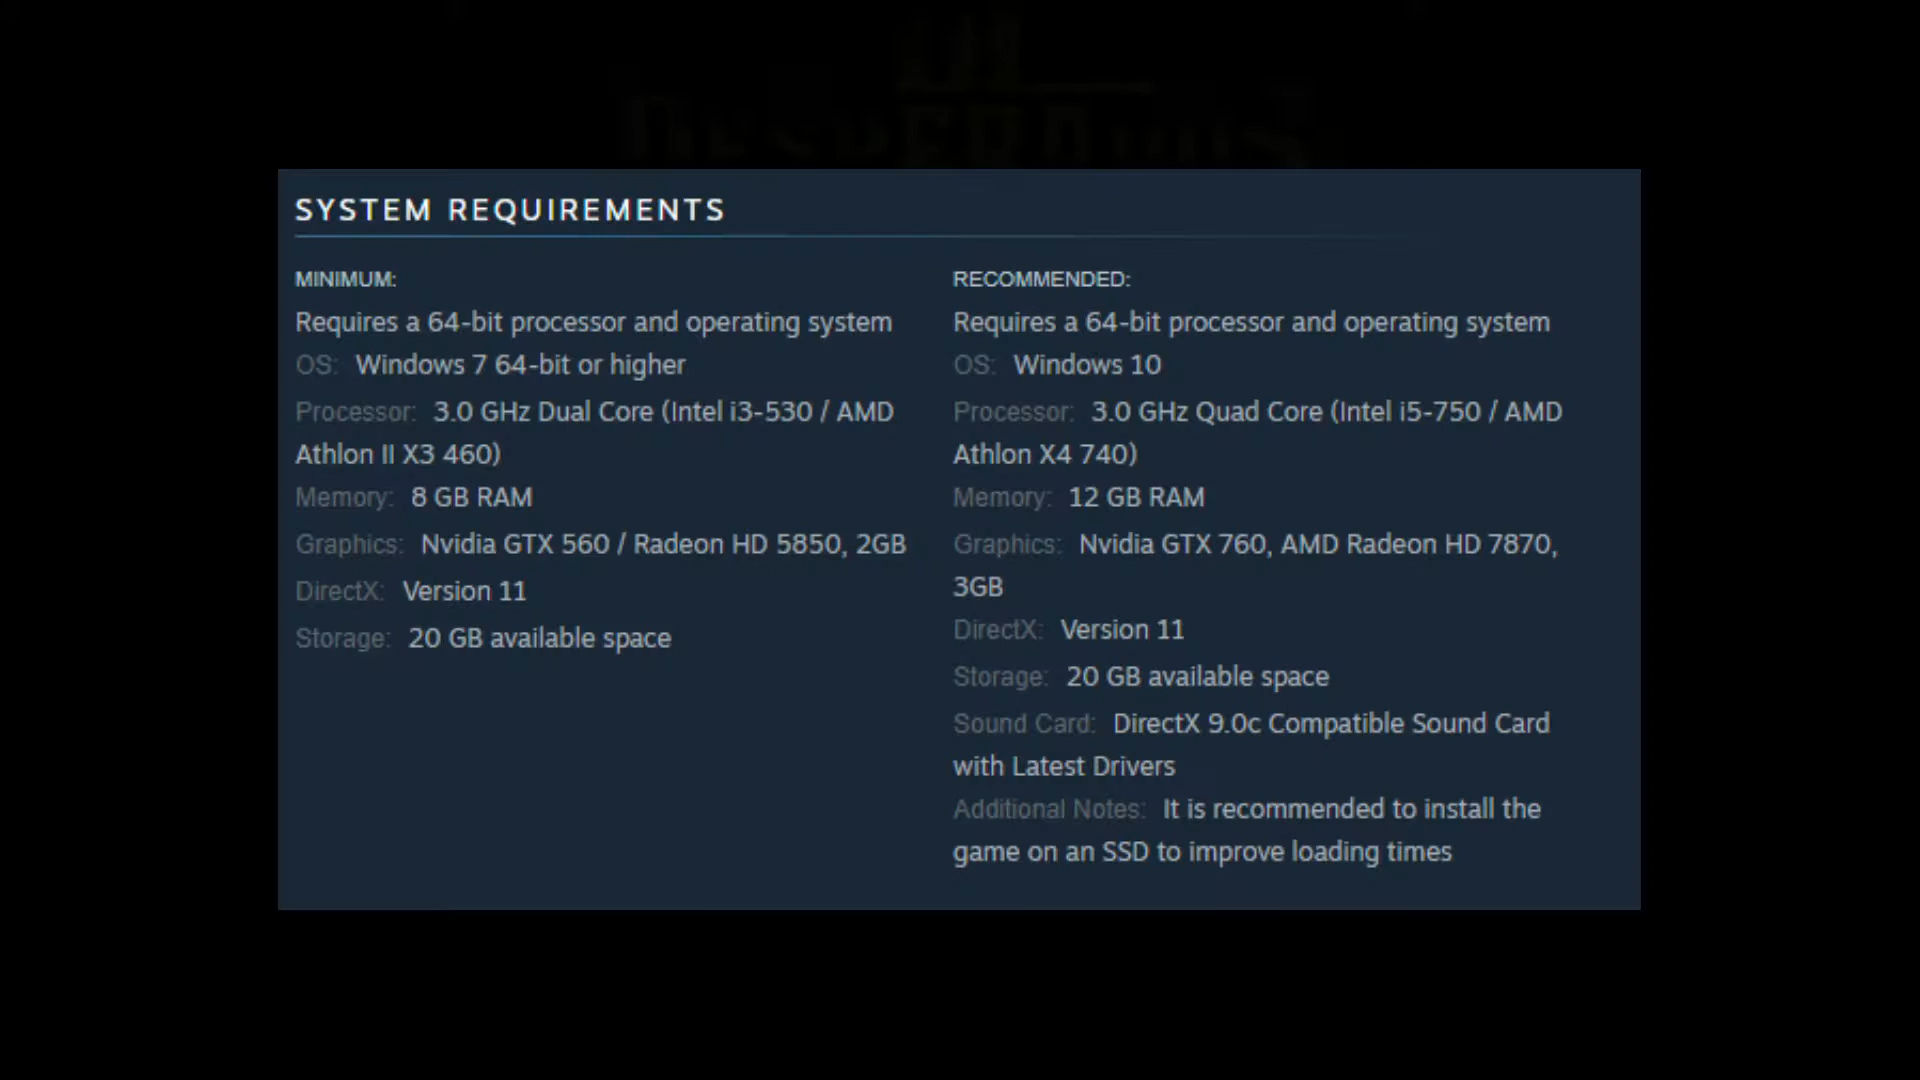 SYSTEM REQUIREMENTS
MINIMUM:
Requires a 64-bit processor and operating system
OS: Windows 7 64-bit or higher
Processor: 3.0 GHz Dual Core (Intel i3-530 / AMD
Athlon II X3 460)
Memory: 8 GB RAM
Graphics: Nvidia GTX 560 / Radeon HD 5850, 2GB
DirectX: Version 11
Storage: 20 GB available space
RECOMMENDED:
Requires a 64-bit processor and operating system
OS: Windows 10
Processor: 3.0 GHz Quad Core (Intel i5-750 / AMD
Athlon X4 740)
Memory: 12 GB RAM
Graphics: Nvidia GTX 760, AMD Radeon HD 7870,
3GB
DirectX: Version 11
Storage: 20 GB available space
Sound Card: DirectX 9.0c Compatible Sound Card
with Latest Drivers
Additional Notes: It is recommended to install the
game on an SSD to improve loading times